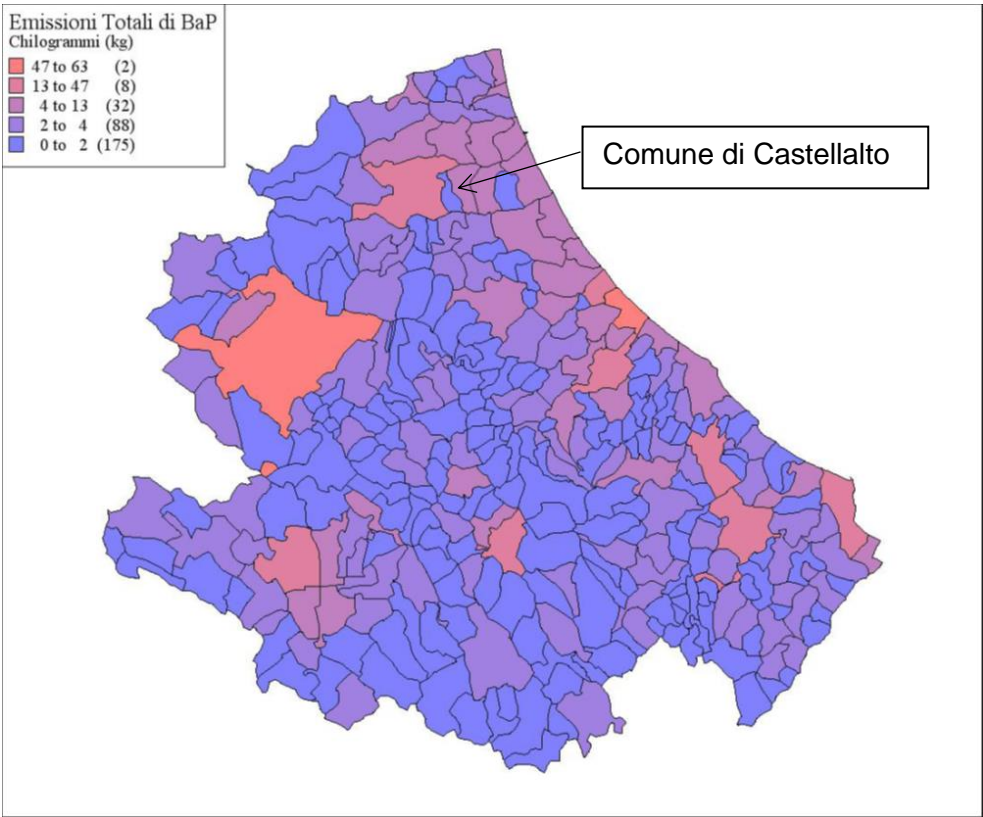 Emissioni Totali di BaP
Chilogrammi (kg)
47 to 63 (2)
13 to 47 (8)
4 to 13 (32)
2 to 4 (88)
0 to 2 (175)
Comune di Castellalto